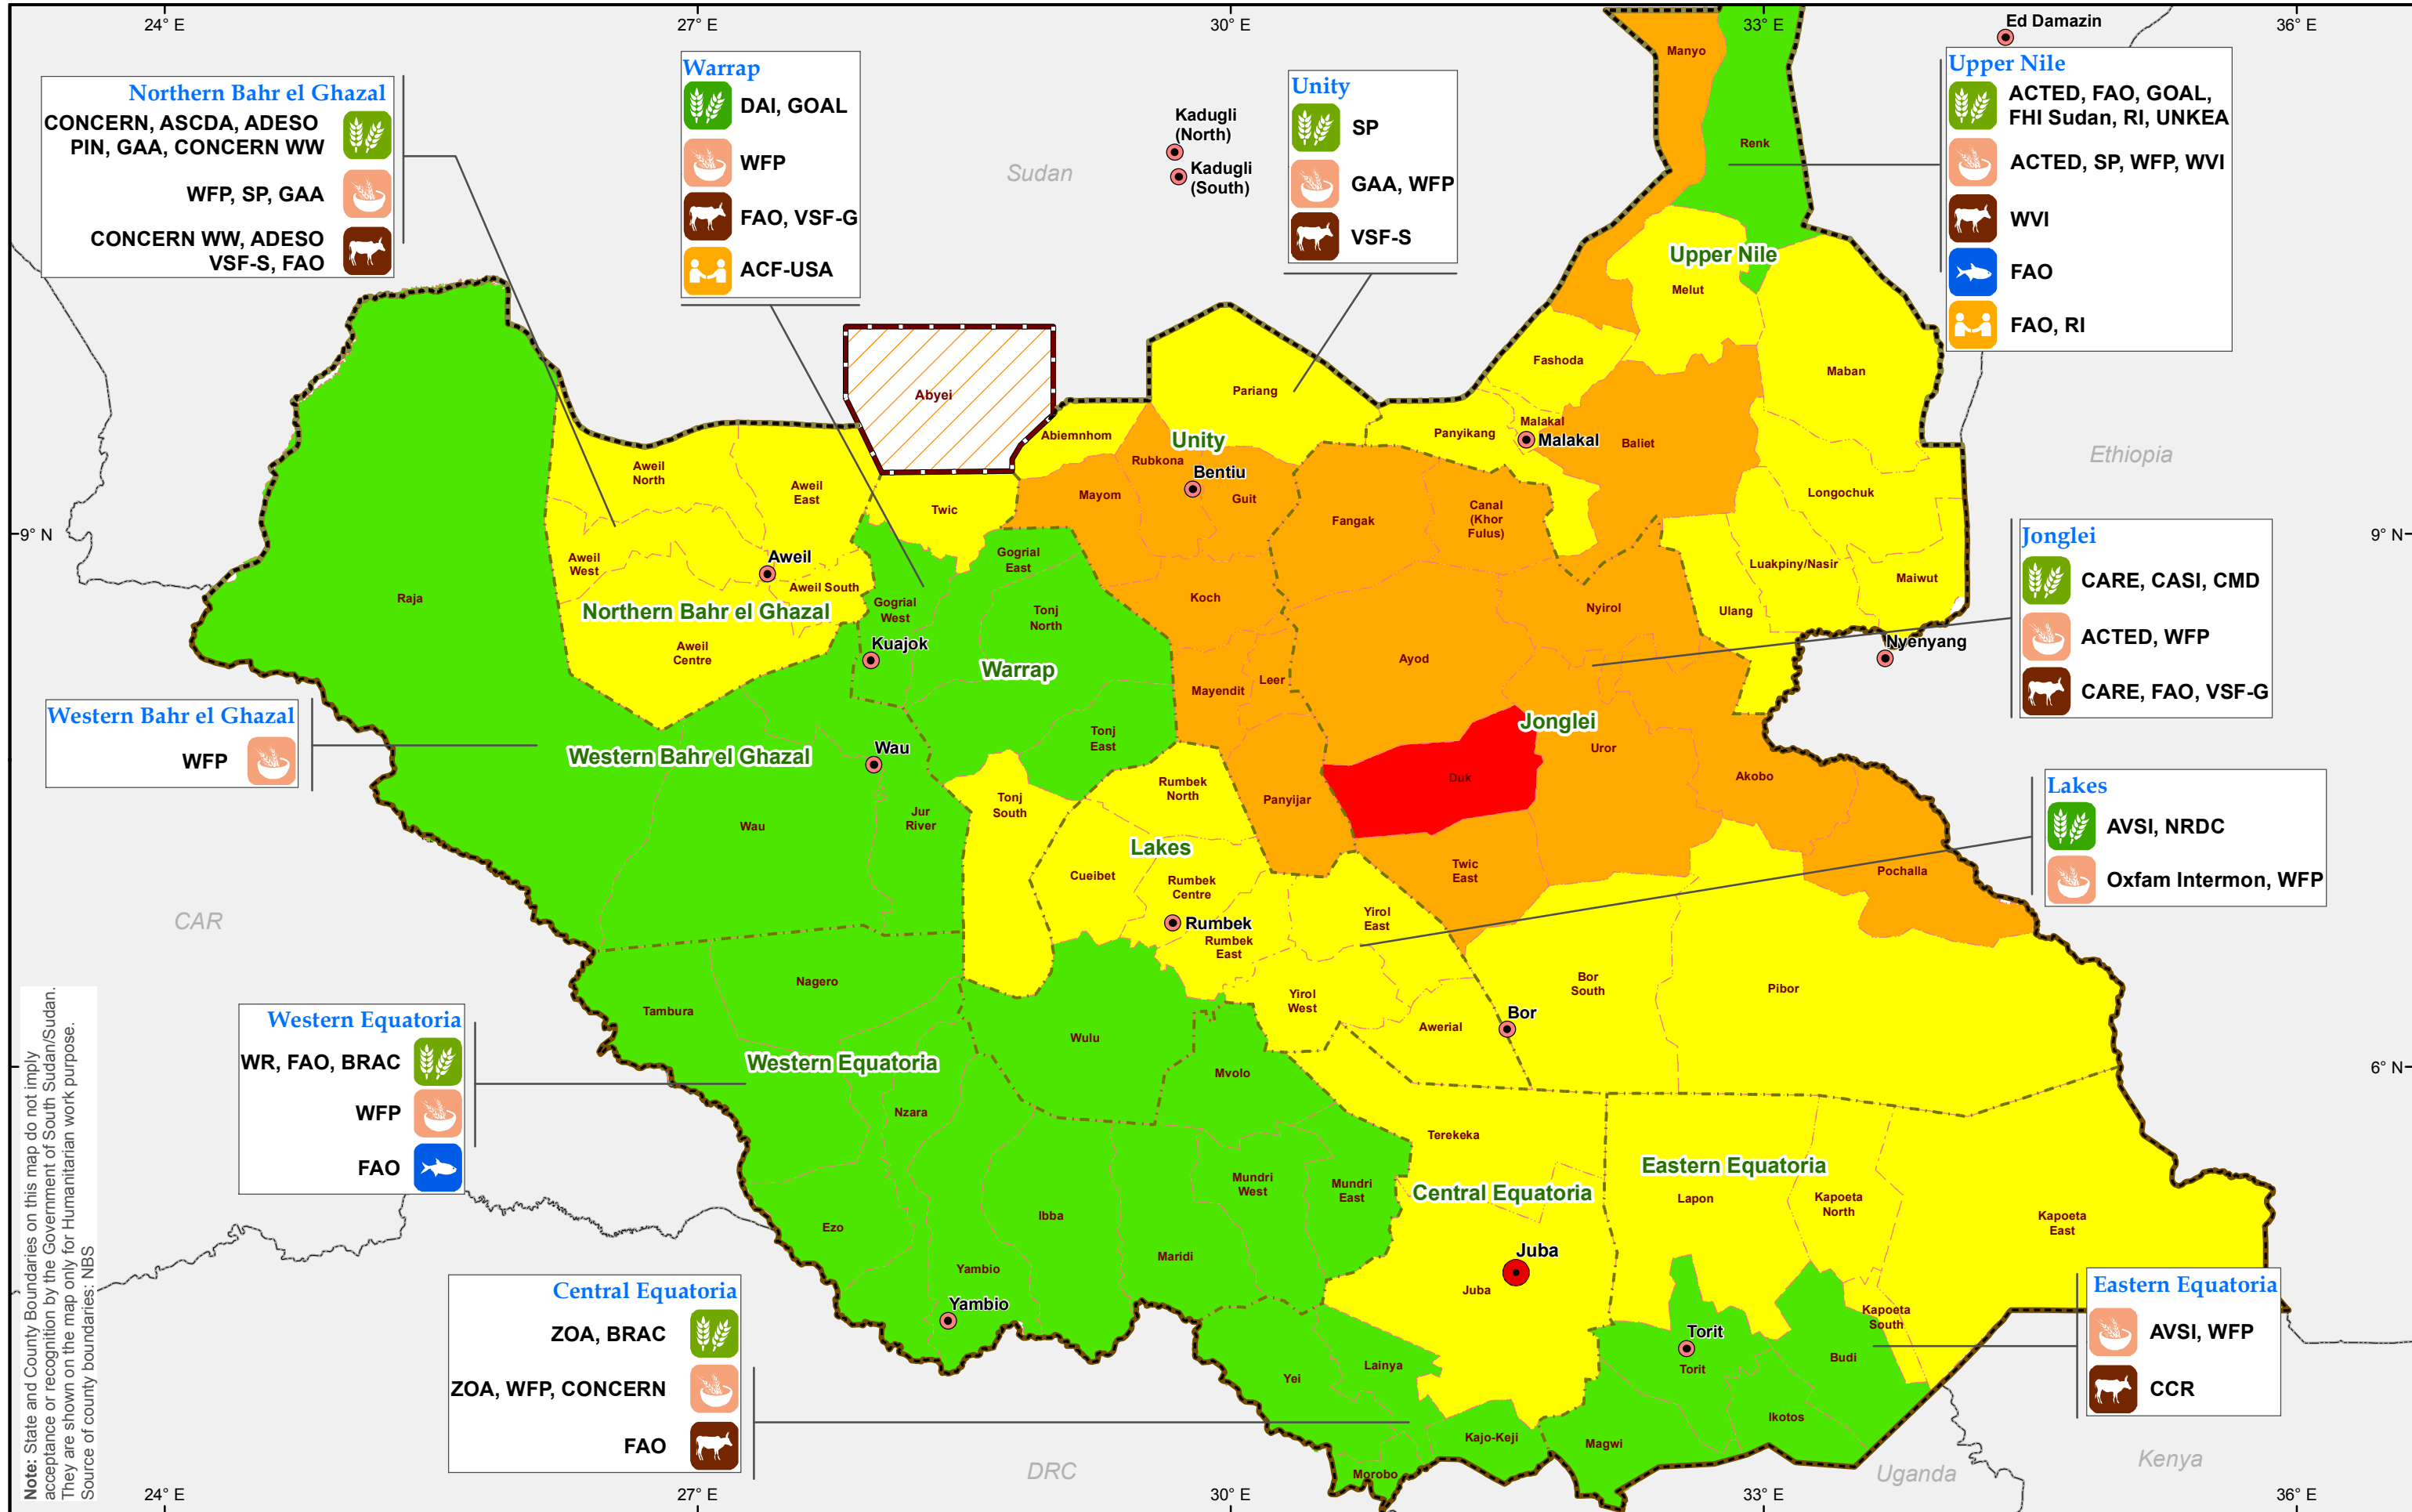 24° E
27° E
30° E
33° E
36° E
Ed Damazin
Northern Bahr el Ghazal
CONCERN, ASCDA, ADESO
PIN, GAA, CONCERN WW
WFP, SP, GAA
CONCERN WW, ADESO
VSF-S, FAO
Warrap
DAI, GOAL
WFP
FAO, VSF-G
ACF-USA
Kadugli
(North)
Kadugli
(South)
Sudan
Unity
SP
GAA, WFP
VSF-S
Upper Nile
ACTED, FAO, GOAL,
FHI Sudan, RI, UNKEA
ACTED, SP, WFP, WVI
WVI
FAO
FAO, RI
Manyo
Renk
Upper Nile
Melut
Fashoda
Maban
Abyei
Pariang
Abiemnhom
Unity
Rubkona
Bentiu
Guit
Mayom
Panyikang
Malakal
Malakal
Baliet
Ethiopia
Longochuk
Aweil
North
Aweil
East
Twic
Fangak
Canal
(Khor
Fulus)
9° N
9° N
Aweil
West
Aweil
Aweil South
Northern Bahr el Ghazal
Aweil
Centre
Raja
Gogrial
East
Gogrial
West
Tonj
North
Kuajok
Warrap
Koch
Nyirol
Ulang
Luakpiny/Nasir
Maiwut
Nyenyang
Jonglei
CARE, CASI, CMD
ACTED, WFP
CARE, FAO, VSF-G
Ayod
Leer
Mayendit
Jonglei
Uror
Duk
Akobo
Western Bahr el Ghazal
WFP
Western Bahr el Ghazal
Wau
Tonj
East
Rumbek
North
Panyijar
Tonj
South
Jur
River
Wau
Lakes
Cueibet
Rumbek
Centre
Twic
East
Pochalla
Lakes
AVSI, NRDC
Oxfam Intermon, WFP
CAR
Rumbek
Rumbek
East
Yirol
East
Yirol
West
Bor
South
Pibor
Nagero
Tambura
Wulu
Awerial
Bor
6° N
Western Equatoria
WR, FAO, BRAC
WFP
FAO
Western Equatoria
Mvolo
Nzara
Terekeka
Eastern Equatoria
Central Equatoria
Lapon
Kapoeta
North
Kapoeta
East
Mundri
West
Mundri
East
Ibba
Ezo
Maridi
Juba
Juba
Yambio
Yambio
Kapoeta
South
Torit
Torit
Budi
Eastern Equatoria
AVSI, WFP
CCR
Central Equatoria
ZOA, BRAC
ZOA, WFP, CONCERN
FAO
Lainya
Yei
Ikotos
Magwi
Kajo-Keji
Morobo
DRC
Uganda
Kenya
Note: State and County Boundaries on this map do not imply
acceptance or recognition by the Government of South Sudan/Sudan.
They are shown on the map only for Humanitarian work purpose.
Source of county boundaries: NBS
24° E
27° E
30° E
33° E
36° E